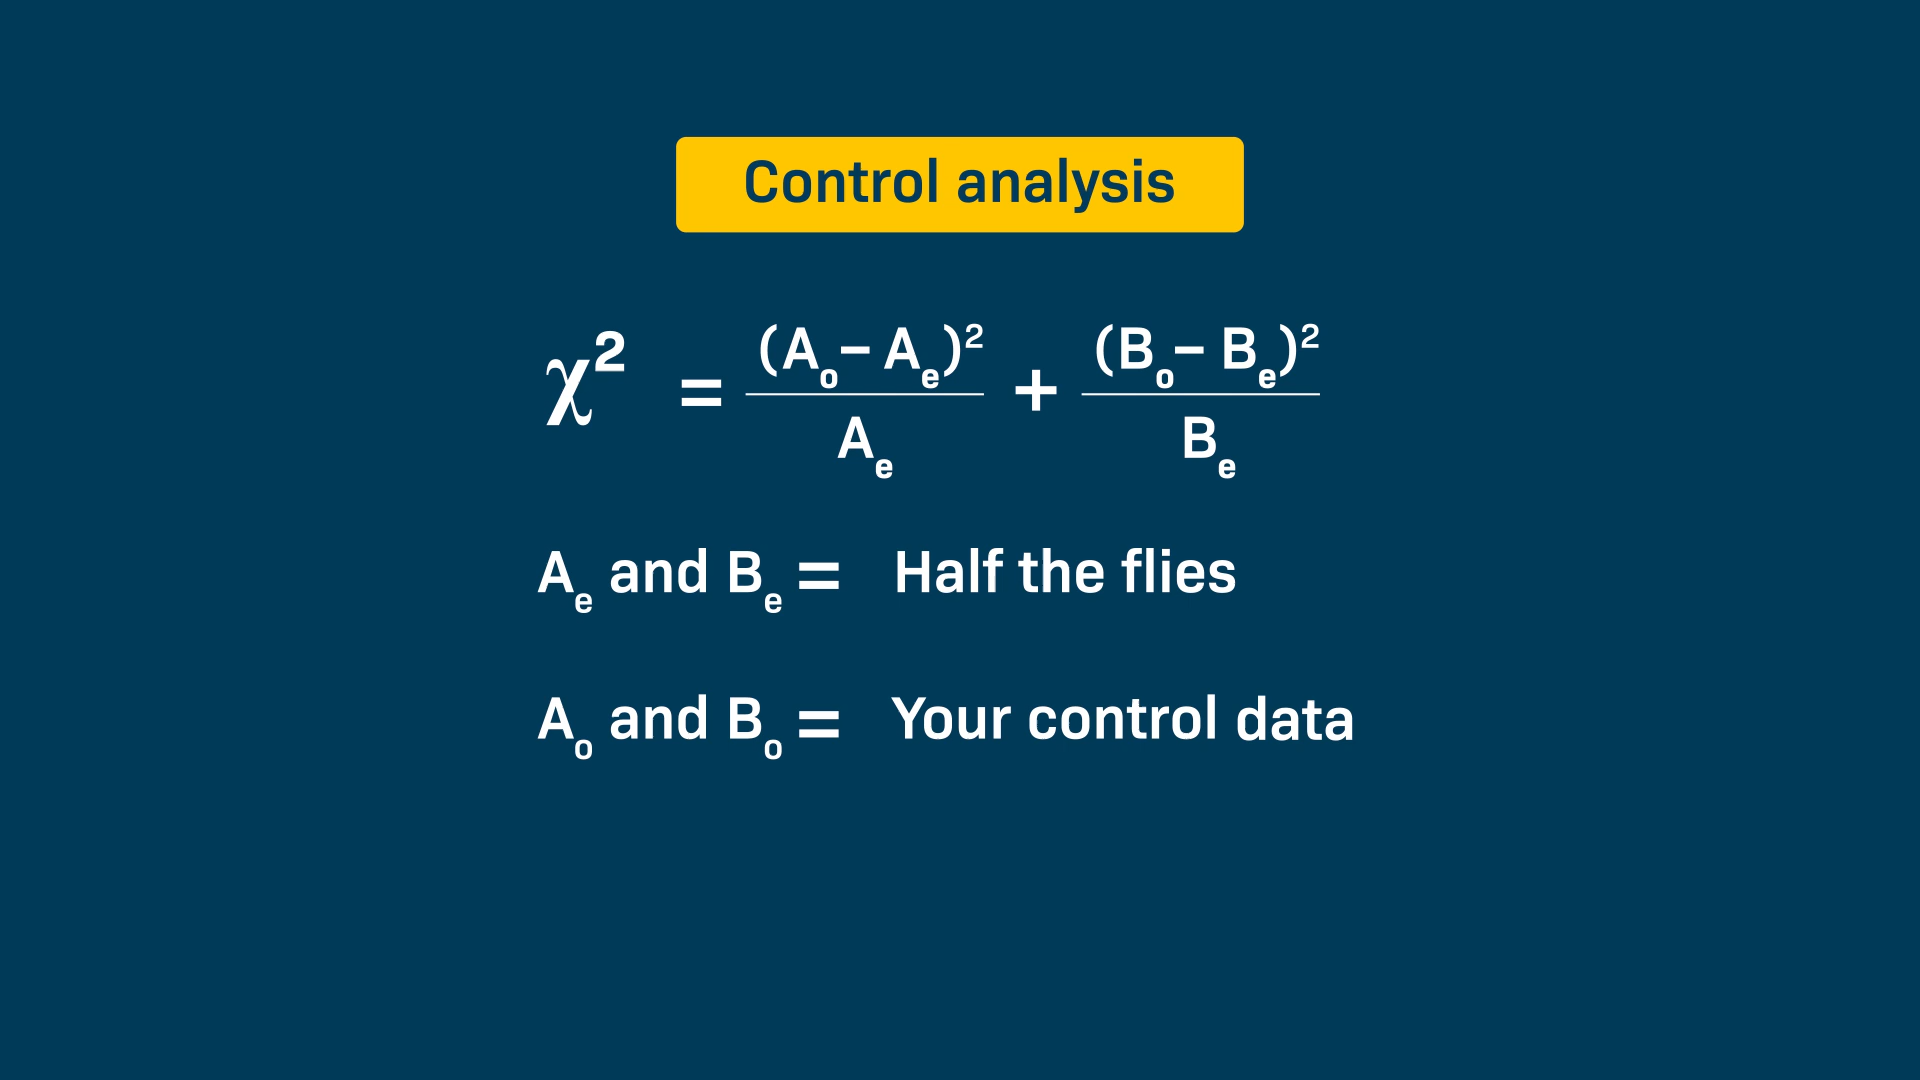 Control analysis
χ² = (Aₒ – Aₑ)² / Aₑ + (Bₒ – Bₑ)² / Bₑ
Aₑ and Bₑ = Half the flies
Aₒ and Bₒ = Your control data